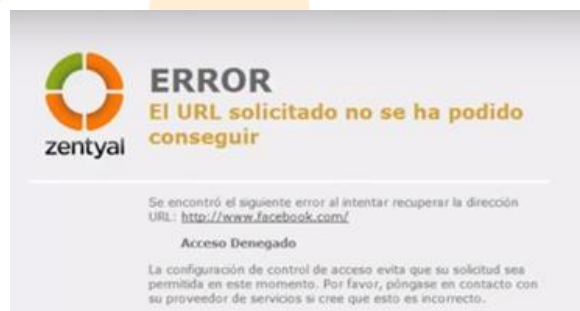 zentyal
ERROR
El URL solicitado no se ha podido
conseguir
Se encontró el siguiente error al intentar recuperar la dirección
URL: http://www.facebook.com/
Acceso Denegado
La configuración de control de acceso evita que su solicitud sea
permitida en este momento. Por favor, póngase en contacto con
su proveedor de servicios si cree que esto es incorrecto.